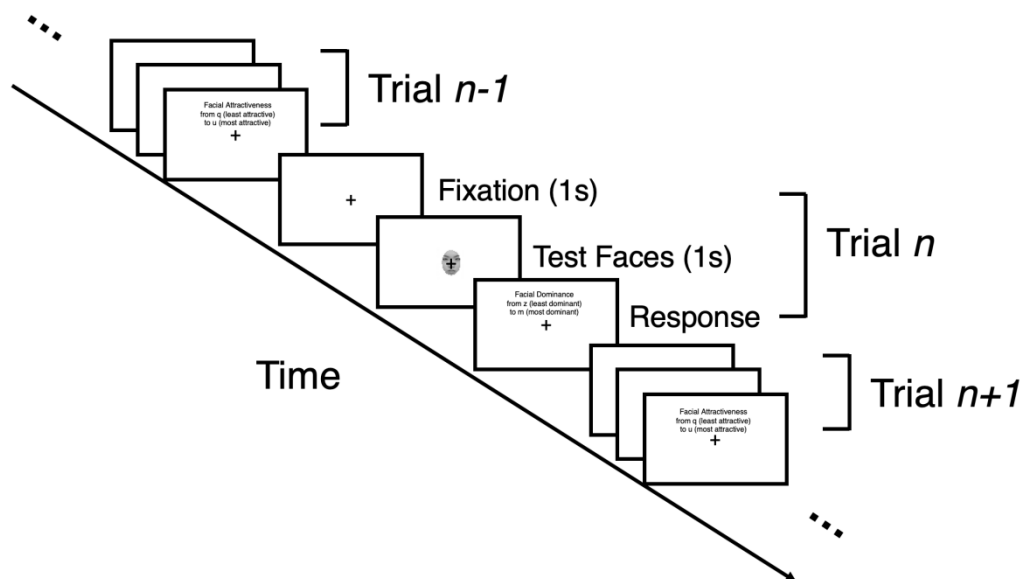 Facial Attractiveness
from q (least attractive)
to u (most attractive)
+
Trial n-1
+
Fixation (1s)
+
Test Faces (1s)
Trial n
Facial Dominance
from z (least dominant)
to m (most dominant)
+
Response
Time
Facial Attractiveness
from q (least attractive)
to u (most attractive)
+
Trial n+1